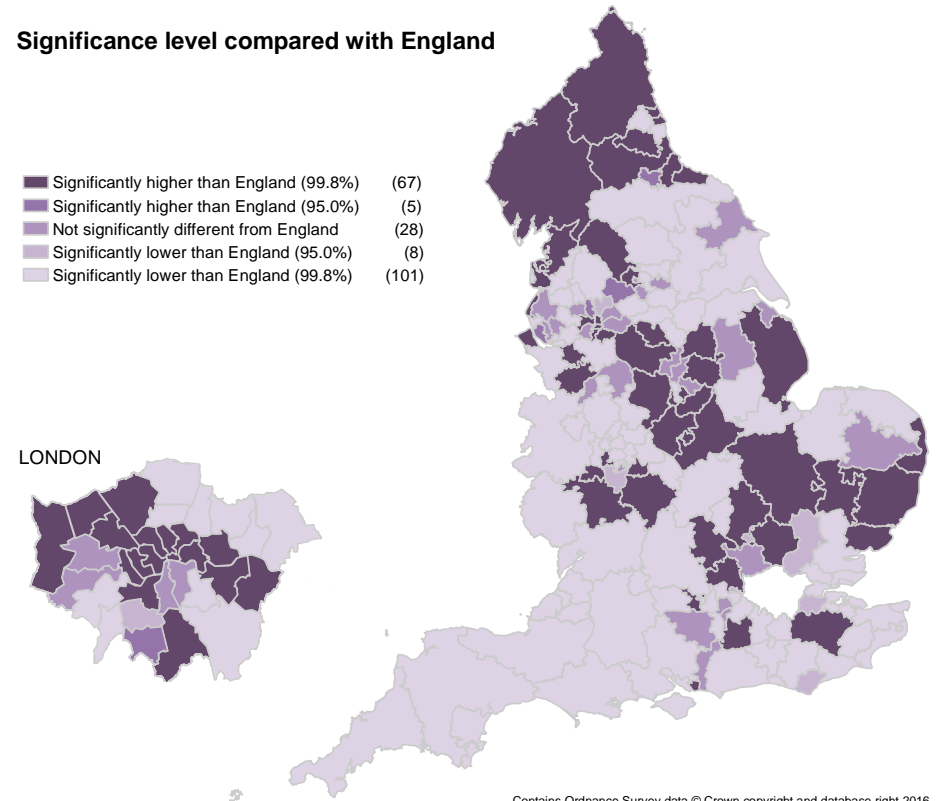 Significance level compared with England
Significantly higher than England (99.8%) (67)
Significantly higher than England (95.0%) (5)
Not significantly different from England (28)
Significantly lower than England (95.0%) (8)
Significantly lower than England (99.8%) (101)
LONDON
Contains Ordnance Survey data © Crown copyright and database right 2016